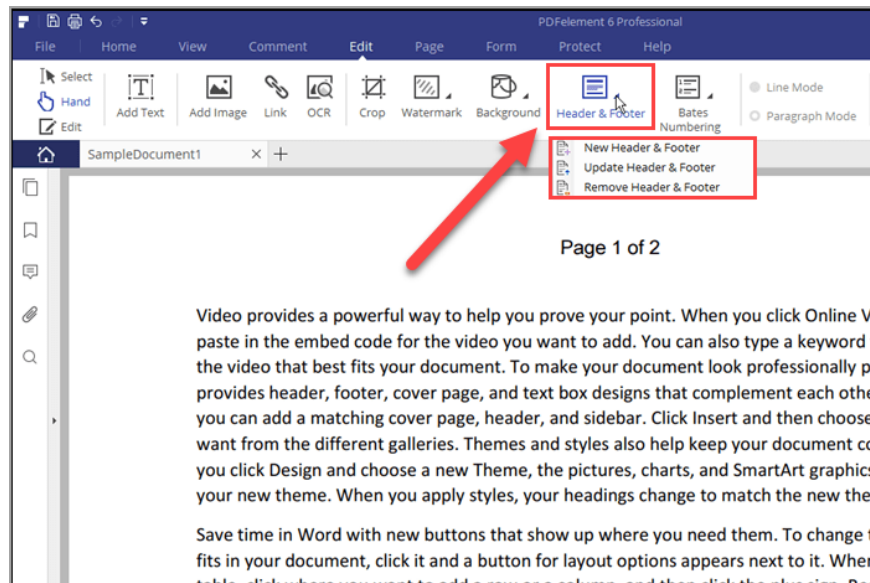 PDFelement 6 Professional
File Home View Comment Edit Page Form Protect Help
Select
Hand
Edit
Add Text Add Image Link OCR Crop Watermark Background Header & Footer Bates Numbering
Line Mode
Paragraph Mode
SampleDocument1
New Header & Footer
Update Header & Footer
Remove Header & Footer
Page 1 of 2
Video provides a powerful way to help you prove your point. When you click Online V
paste in the embed code for the video you want to add. You can also type a keyword
the video that best fits your document. To make your document look professionally p
provides header, footer, cover page, and text box designs that complement each othe
you can add a matching cover page, header, and sidebar. Click Insert and then choose
want from the different galleries. Themes and styles also help keep your document co
you click Design and choose a new Theme, the pictures, charts, and SmartArt graphics
your new theme. When you apply styles, your headings change to match the new the
Save time in Word with new buttons that show up where you need them. To change t
fits in your document, click it and a button for layout options appears next to it. When